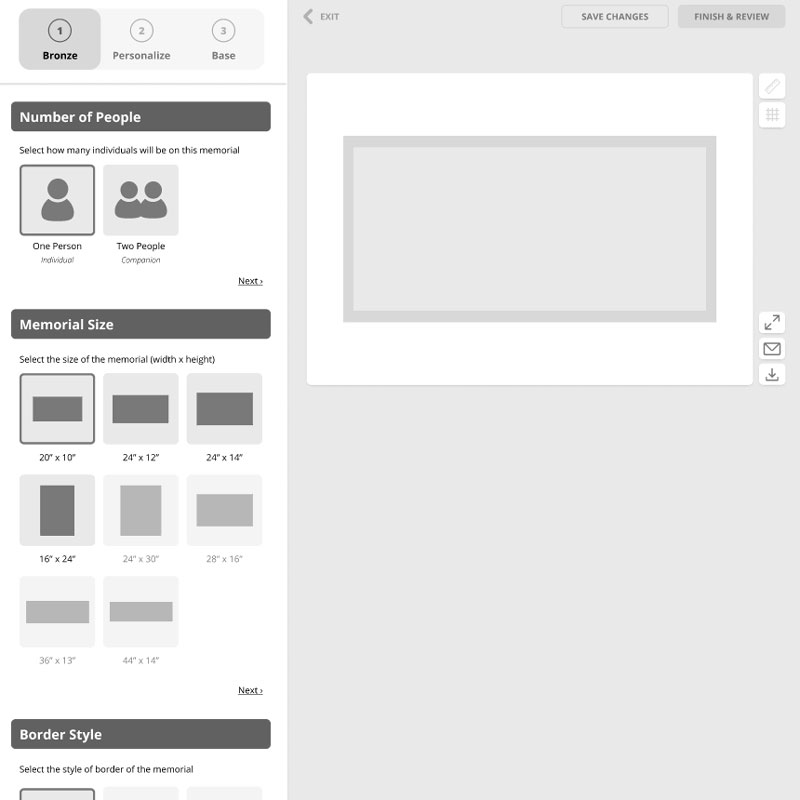 1
2
3
Bronze
Personalize
Base
EXIT
SAVE CHANGES
FINISH & REVIEW
Number of People
Select how many individuals will be on this memorial
One Person
Two People
Individual
Companion
Next ›
Memorial Size
Select the size of the memorial (width x height)
20” x 10”
24” x 12”
24” x 14”
16” x 24”
24” x 30”
28” x 16”
36” x 13”
44” x 14”
Next ›
Border Style
Select the style of border of the memorial